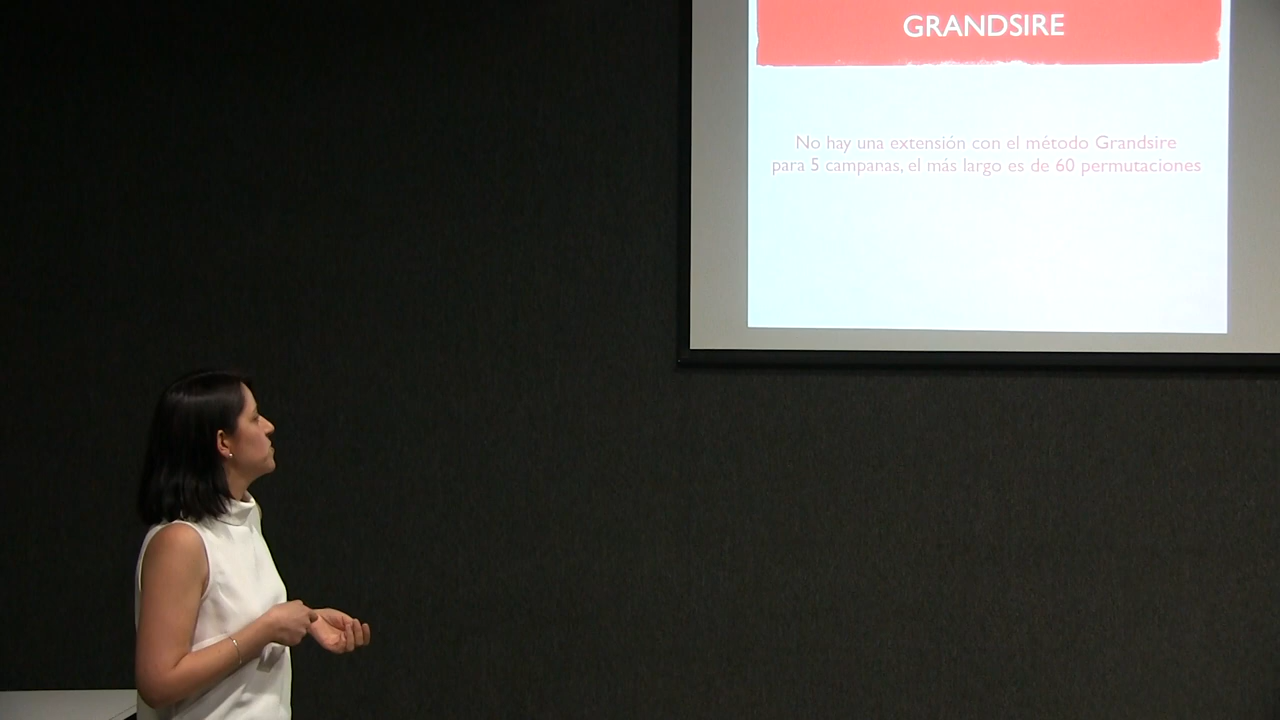 GRANDSIRE
No hay una extensión con el método Grandsire
para 5 campanas, el más largo es de 60 permutaciones